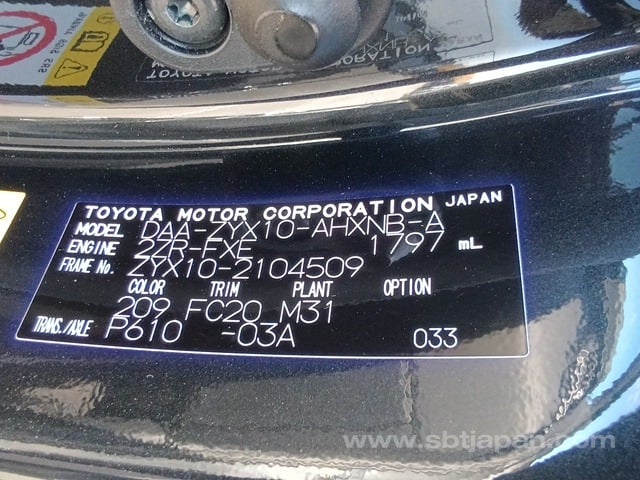 TOYOTA MOTOR CORPORATION JAPAN
MODEL DAA-ZYX10-AHXNB-A
ENGINE 2ZR-FXE 1797 mL
FRAME No. ZYX10-2104509
COLOR TRIM PLANT OPTION
209 FC20 M31
TRANS./AXLE P610 -03A 033
www.sbtjapan.com